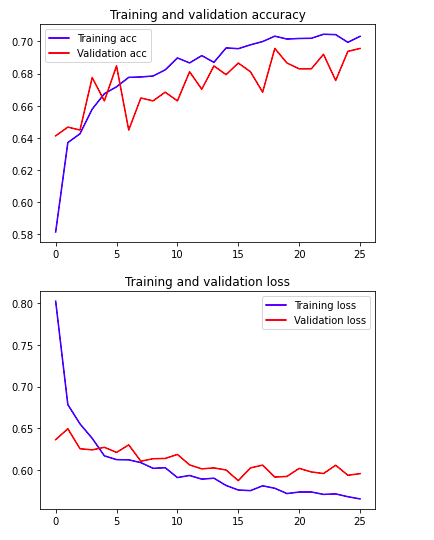 Training and validation accuracy
Training acc
Validation acc
0.70
0.68
0.66
0.64
0.62
0.60
0.58
0 5 10 15 20 25
Training and validation loss
Training loss
Validation loss
0.80
0.75
0.70
0.65
0.60
0 5 10 15 20 25